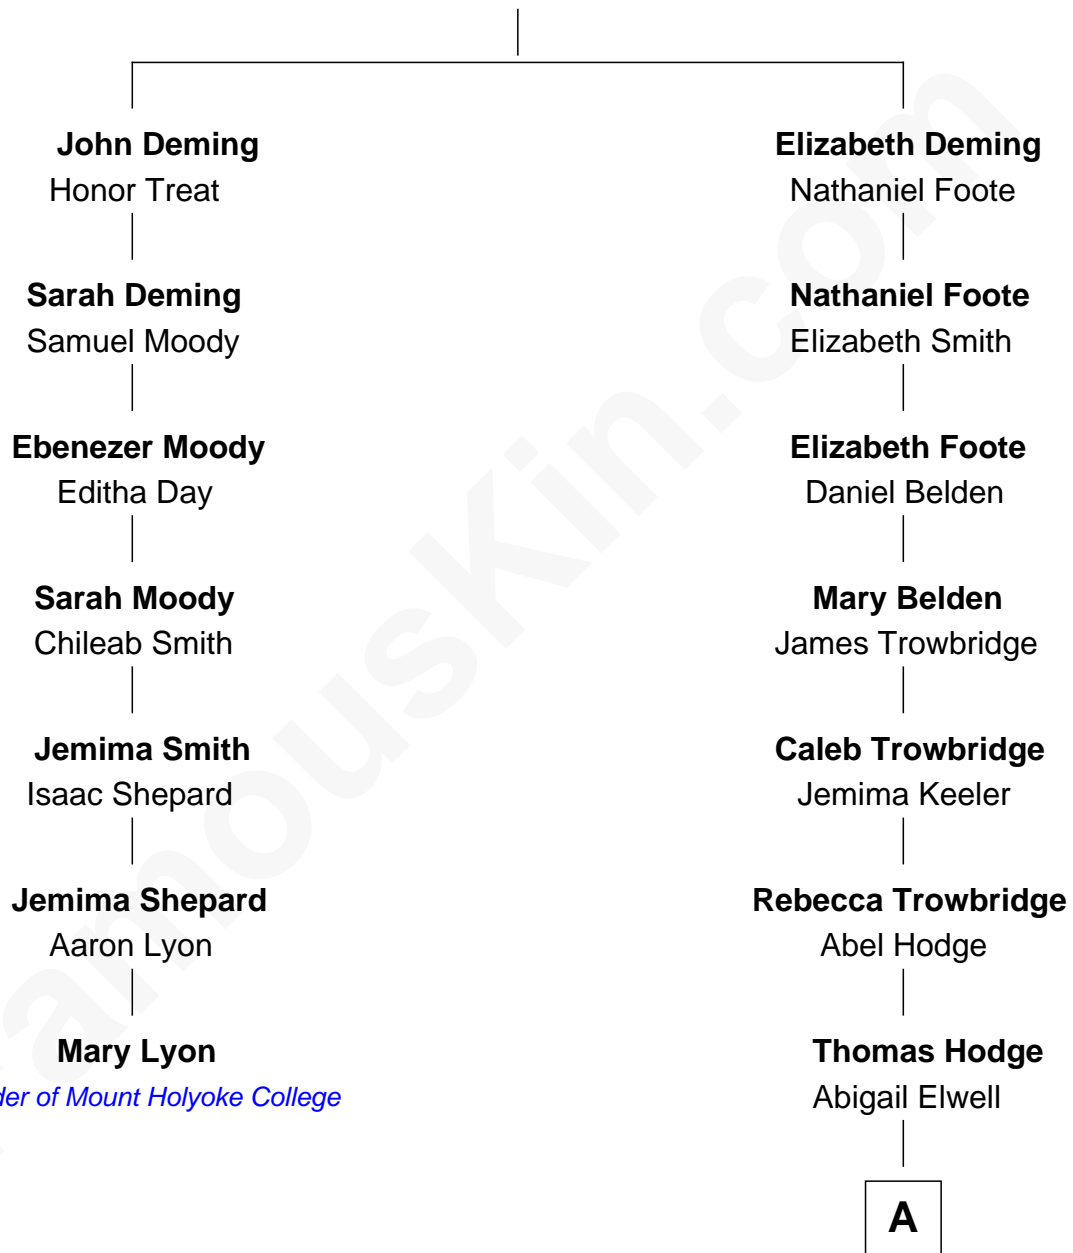 John Deming
Honor Treat
Sarah Deming
Samuel Moody
Ebenezer Moody
Editha Day
Sarah Moody
Chileab Smith
Jemima Smith
Isaac Shepard
Jemima Shepard
Aaron Lyon
Mary Lyon
der of Mount Holyoke College
Elizabeth Deming
Nathaniel Foote
Nathaniel Foote
Elizabeth Smith
Elizabeth Foote
Daniel Belden
Mary Belden
James Trowbridge
Caleb Trowbridge
Jemima Keeler
Rebecca Trowbridge
Abel Hodge
Thomas Hodge
Abigail Elwell
A
famouskin.com